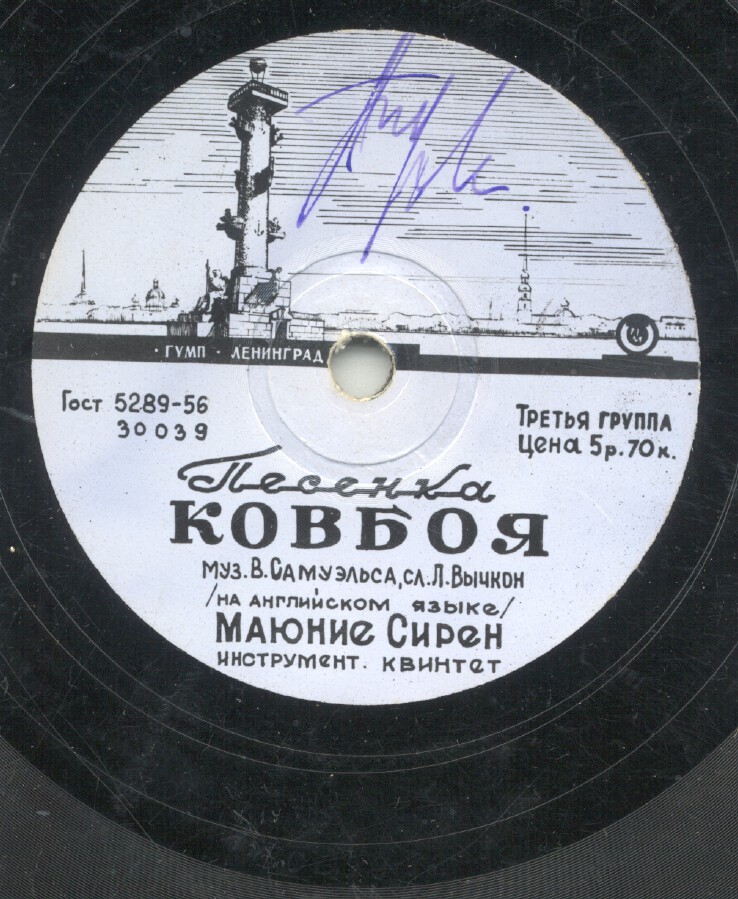 · ГУМП · ЛЕНИНГРАД
Гост 5289-56
30039
ТРЕТЬЯ ГРУППА
Цена 5р.70к.
Песенка
КОВБОЯ
муз. В. Самуэльса, сл. Л. Вычкон
/на английском языке/
Маюние Сирен
инструмент. квинтет